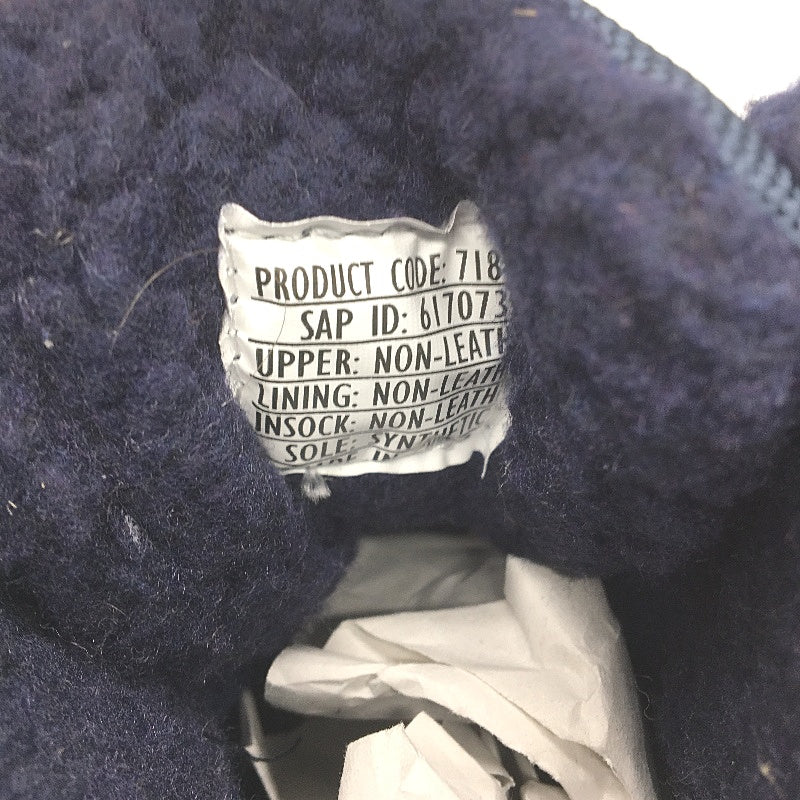 PRODUCT CODE: 718
SAP ID: 617073
UPPER: NON-LEATH
LINING: NON-LEATH
INSOCK: NON-LEATH
SOLE: SYNTHETIC